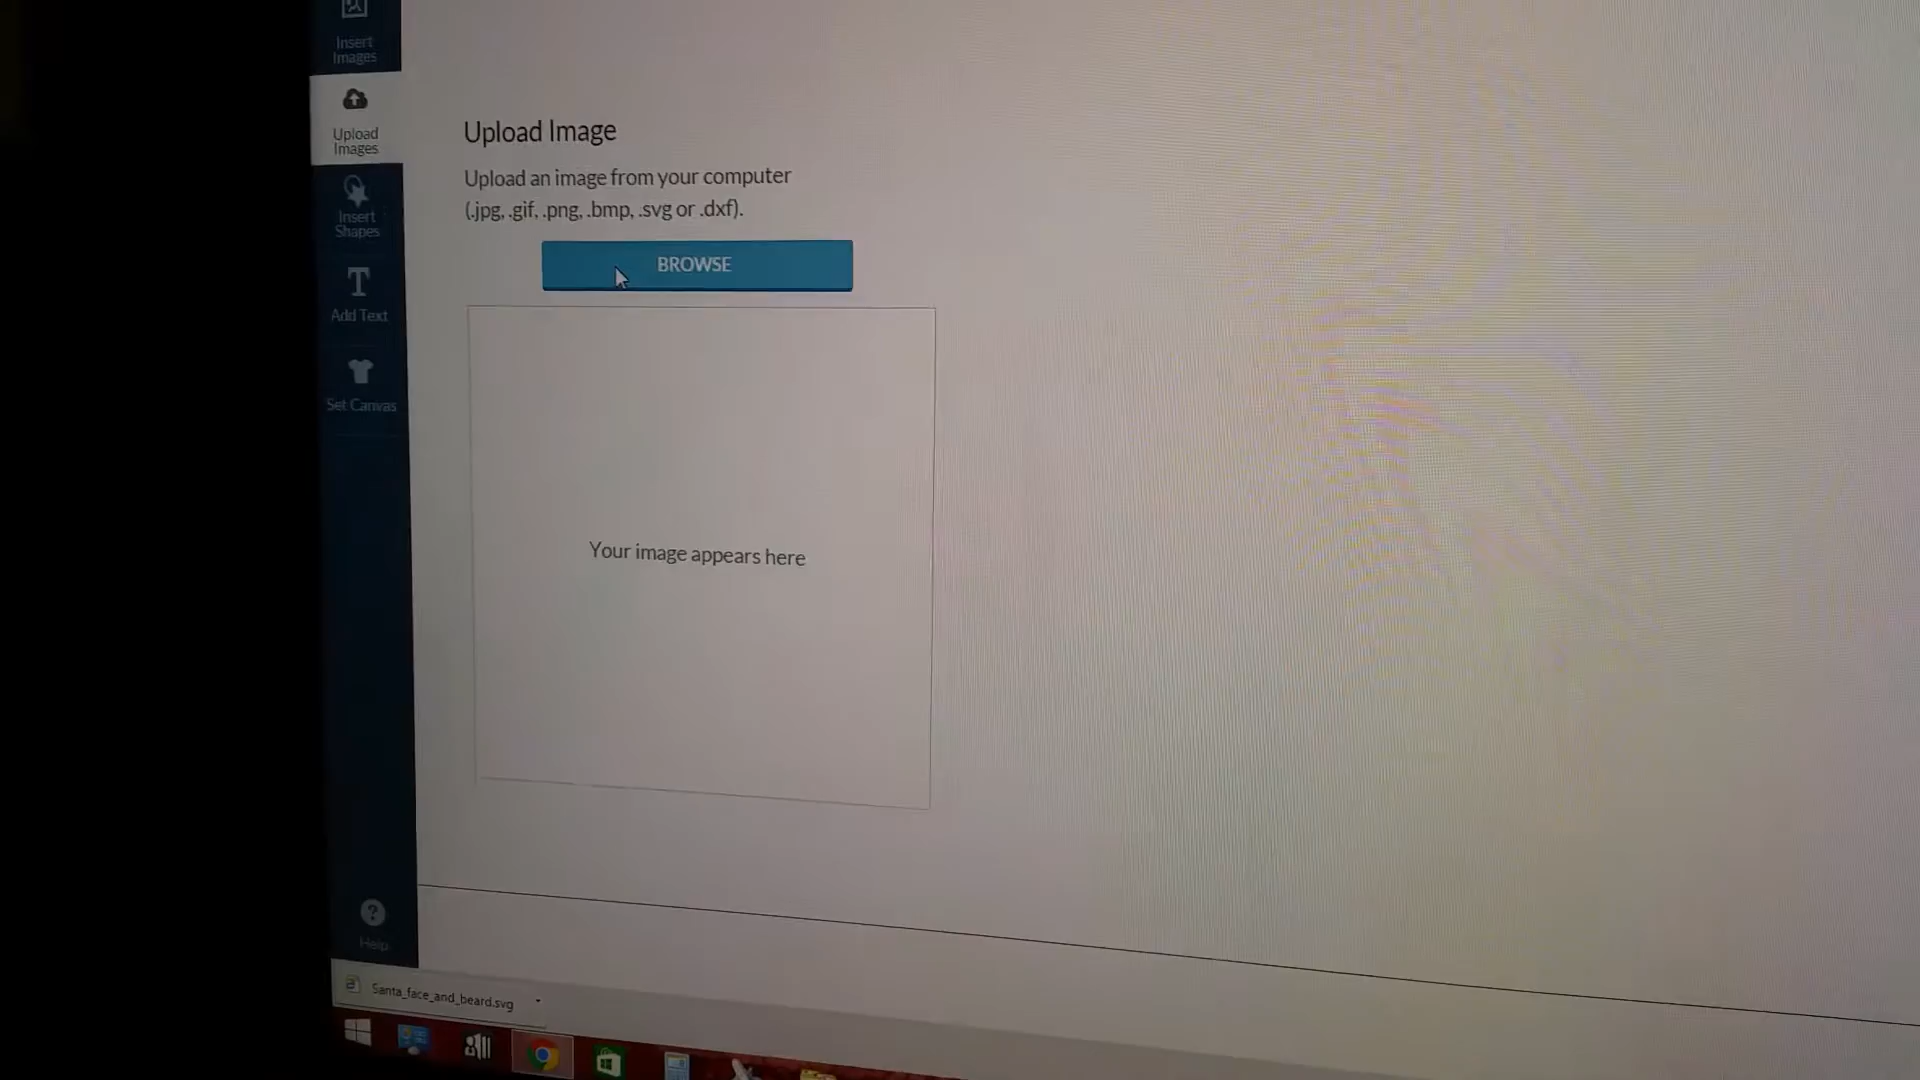 Insert
Images
Upload
Images
Insert
Shapes
Add Text
Set Canvas
Help
Upload Image
Upload an image from your computer
(.jpg, .gif, .png, .bmp, .svg or .dxf).
BROWSE
Your image appears here
Santa_face_and_beard.svg